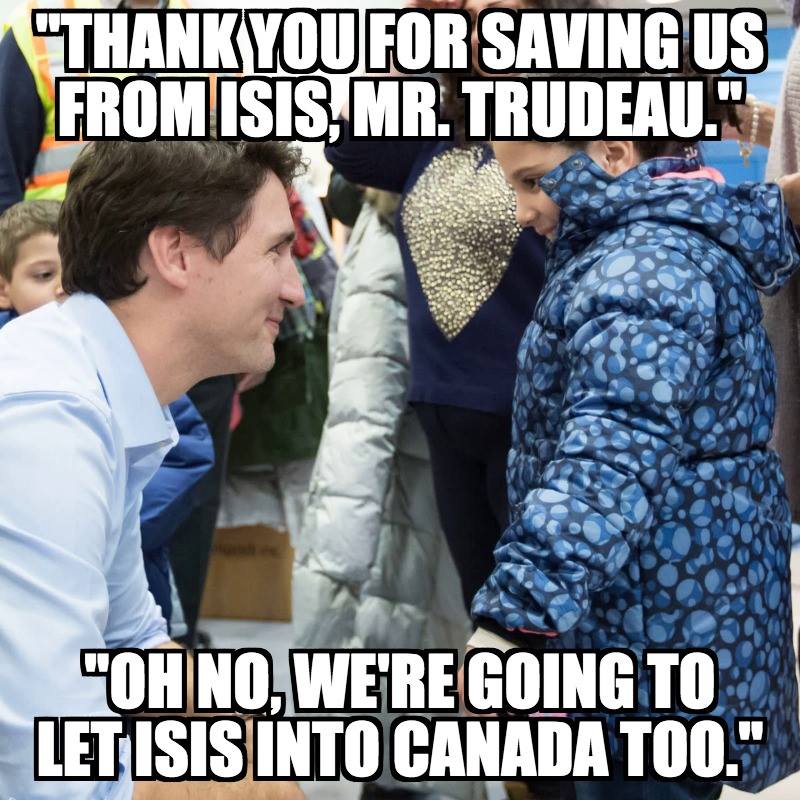 "THANK YOU FOR SAVING US
FROM ISIS, MR. TRUDEAU."
"OH NO, WE'RE GOING TO
LET ISIS INTO CANADA TOO."